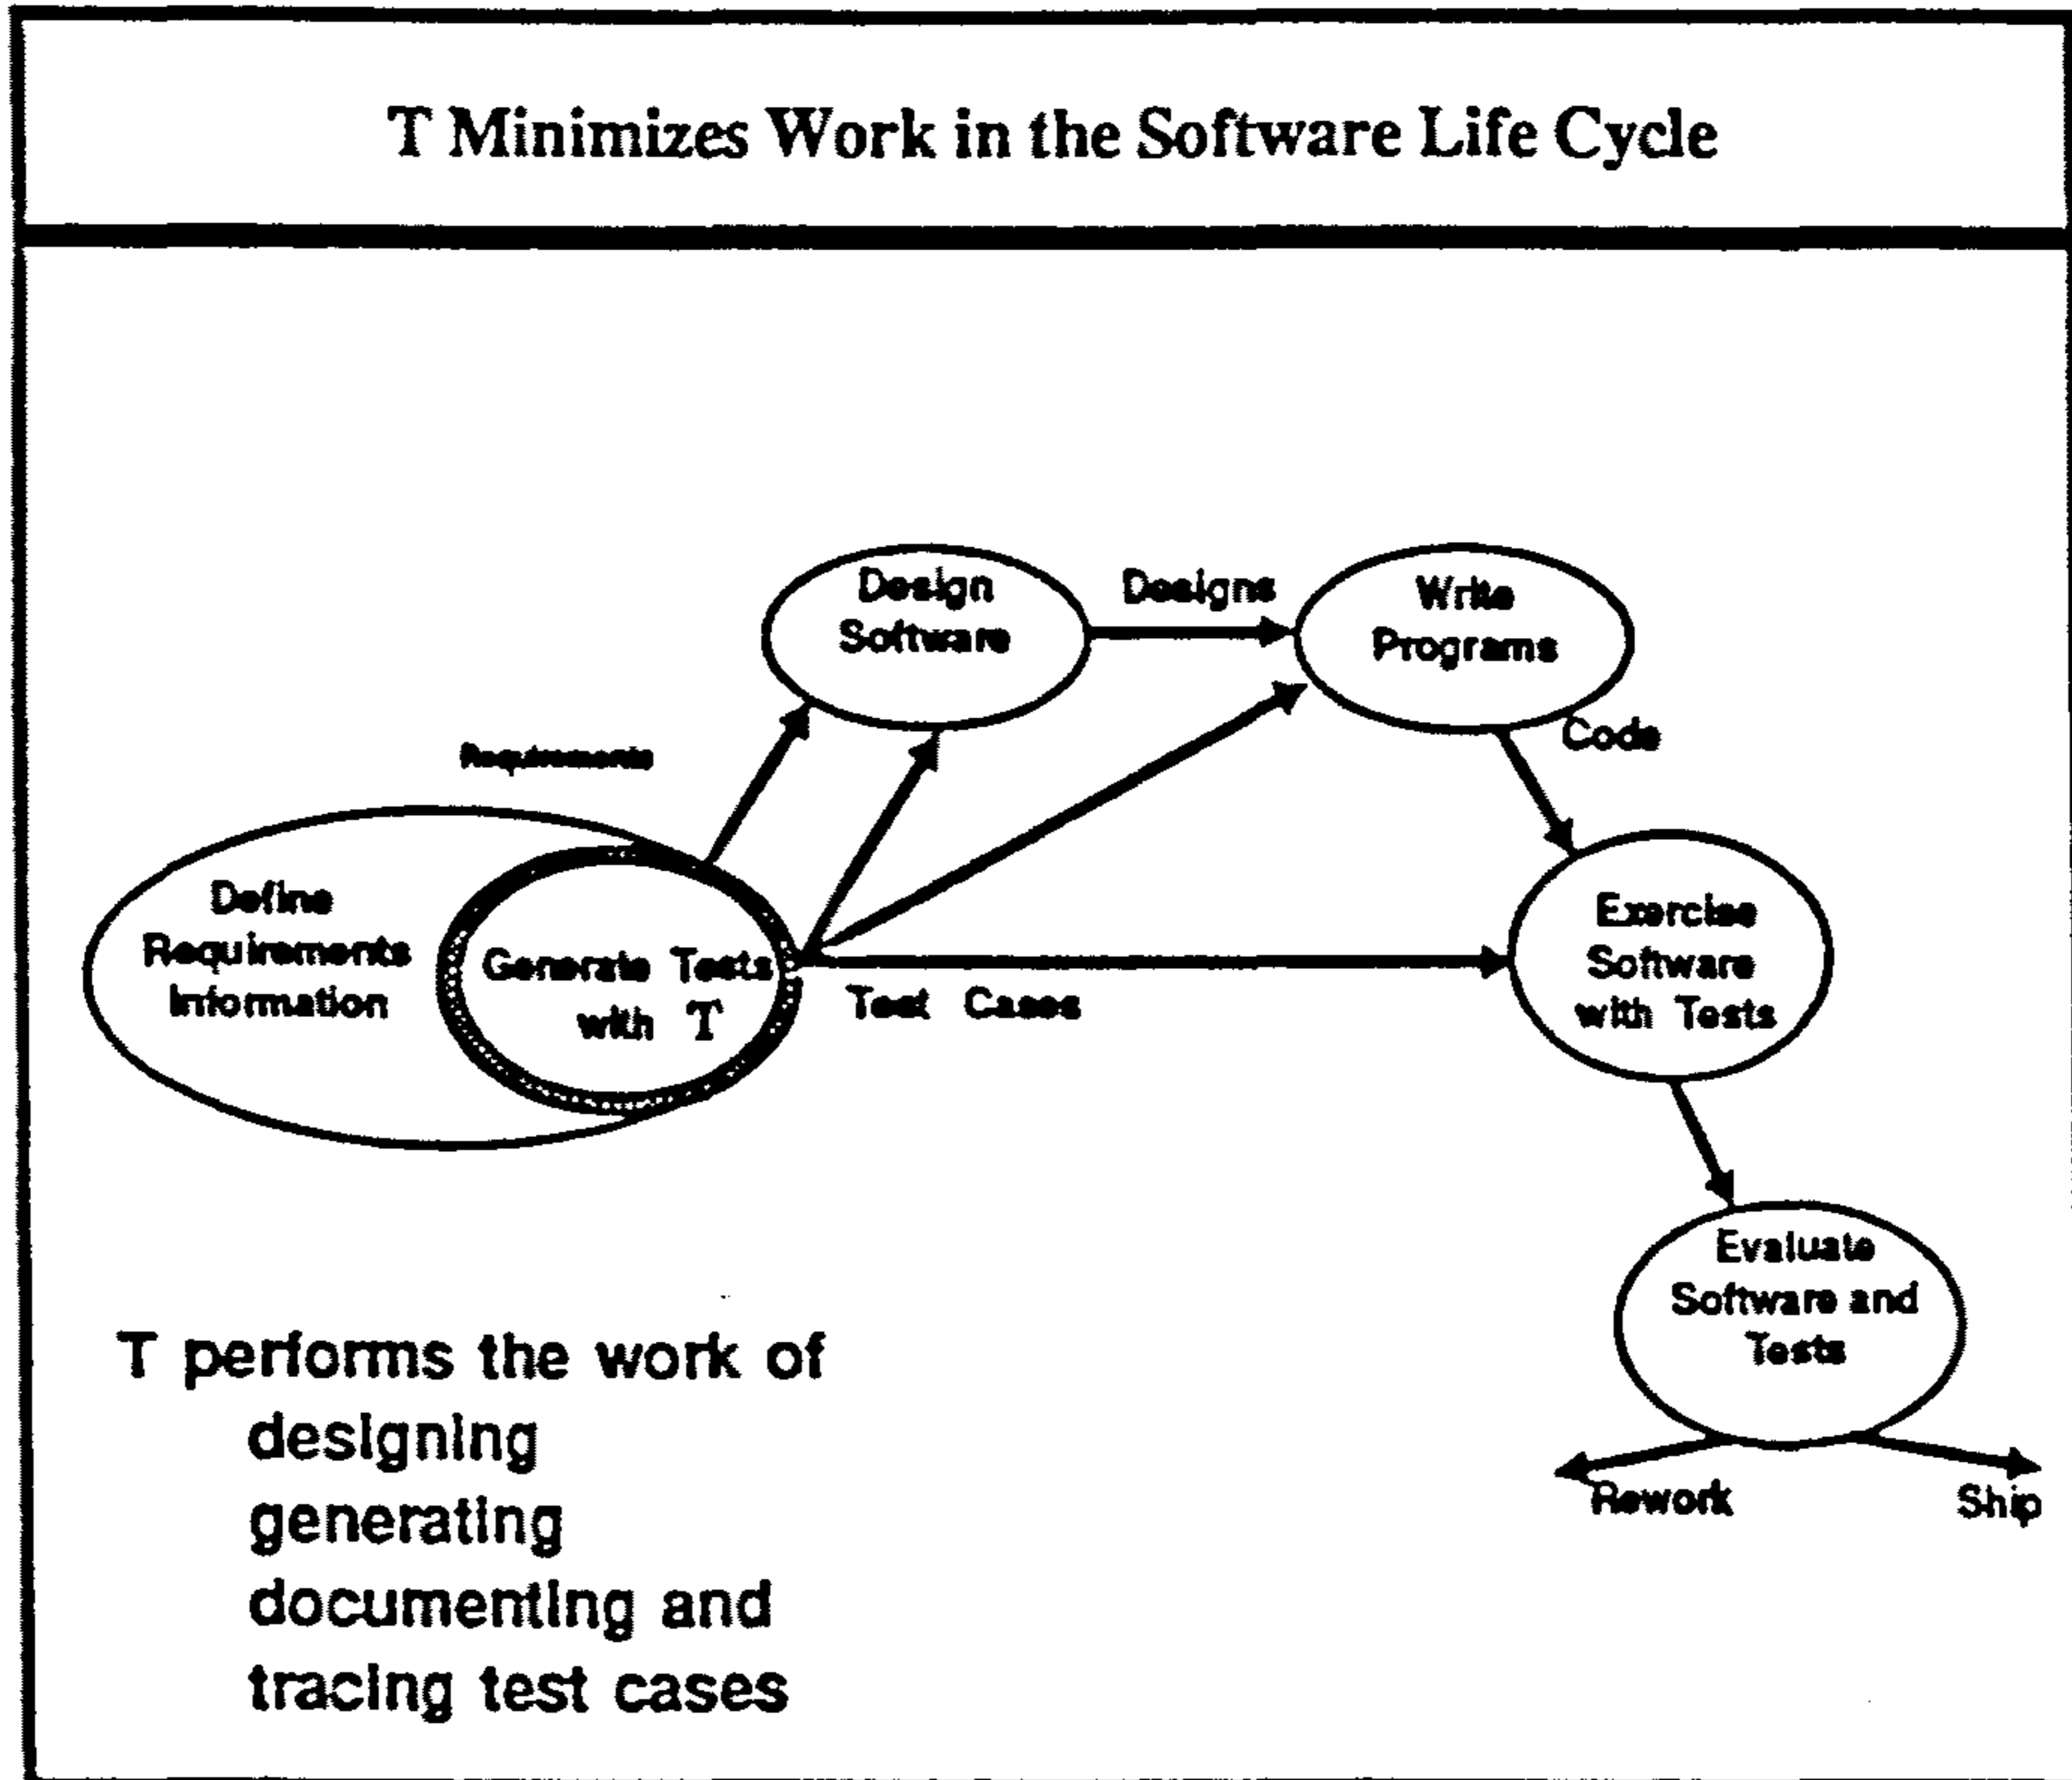 T Minimizes Work in the Software Life Cycle
Design
Software
Designs
Write
Programs
Code
Requirements
Define
Requirements
Information
Generate Tests
with T
Test Cases
Exercise
Software
with Tests
Evaluate
Software and
Tests
Rework
Ship
T performs the work of
designing
generating
documenting and
tracing test cases